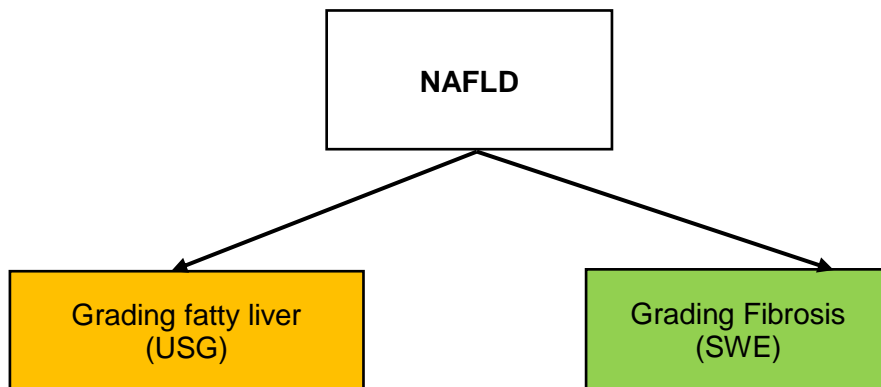 NAFLD
Grading fatty liver
(USG)
Grading Fibrosis
(SWE)